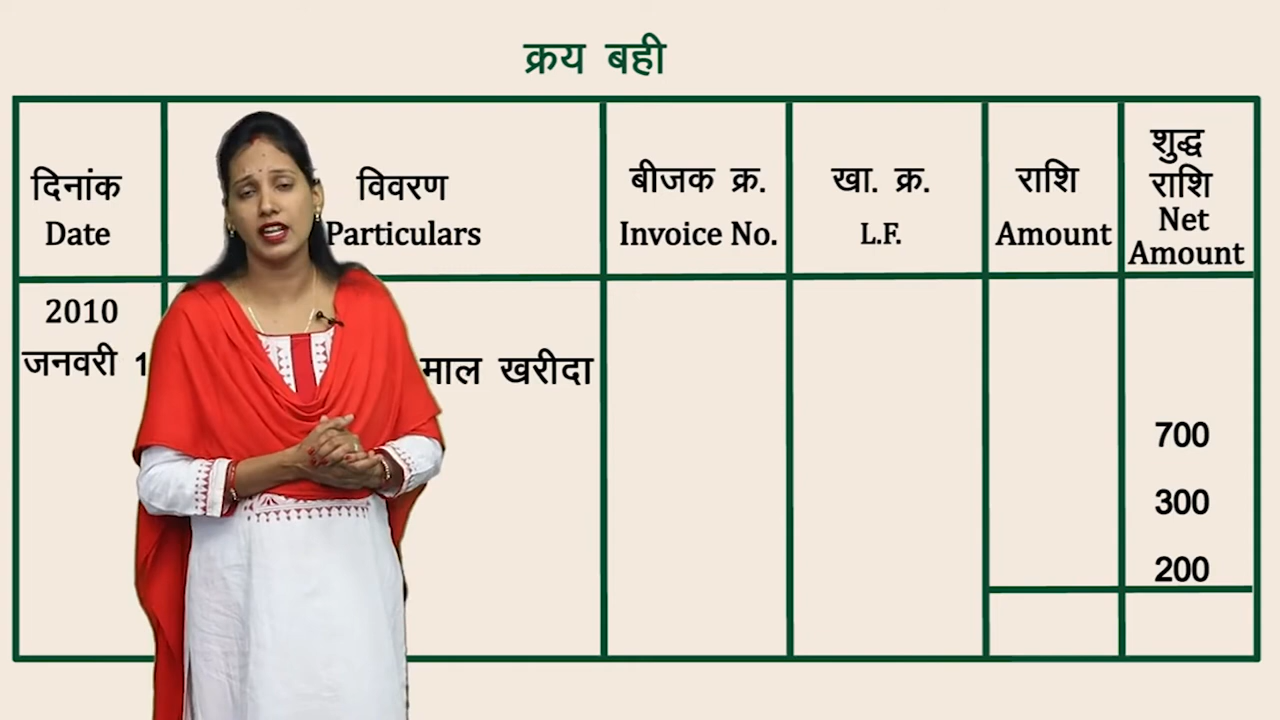 क्रय बही
दिनांक
Date
विवरण
Particulars
बीजक क्र.
Invoice No.
खा. क्र.
L.F.
राशि
Amount
शुद्ध
राशि
Net
Amount
2010
जनवरी 1
माल खरीदा
700
300
200